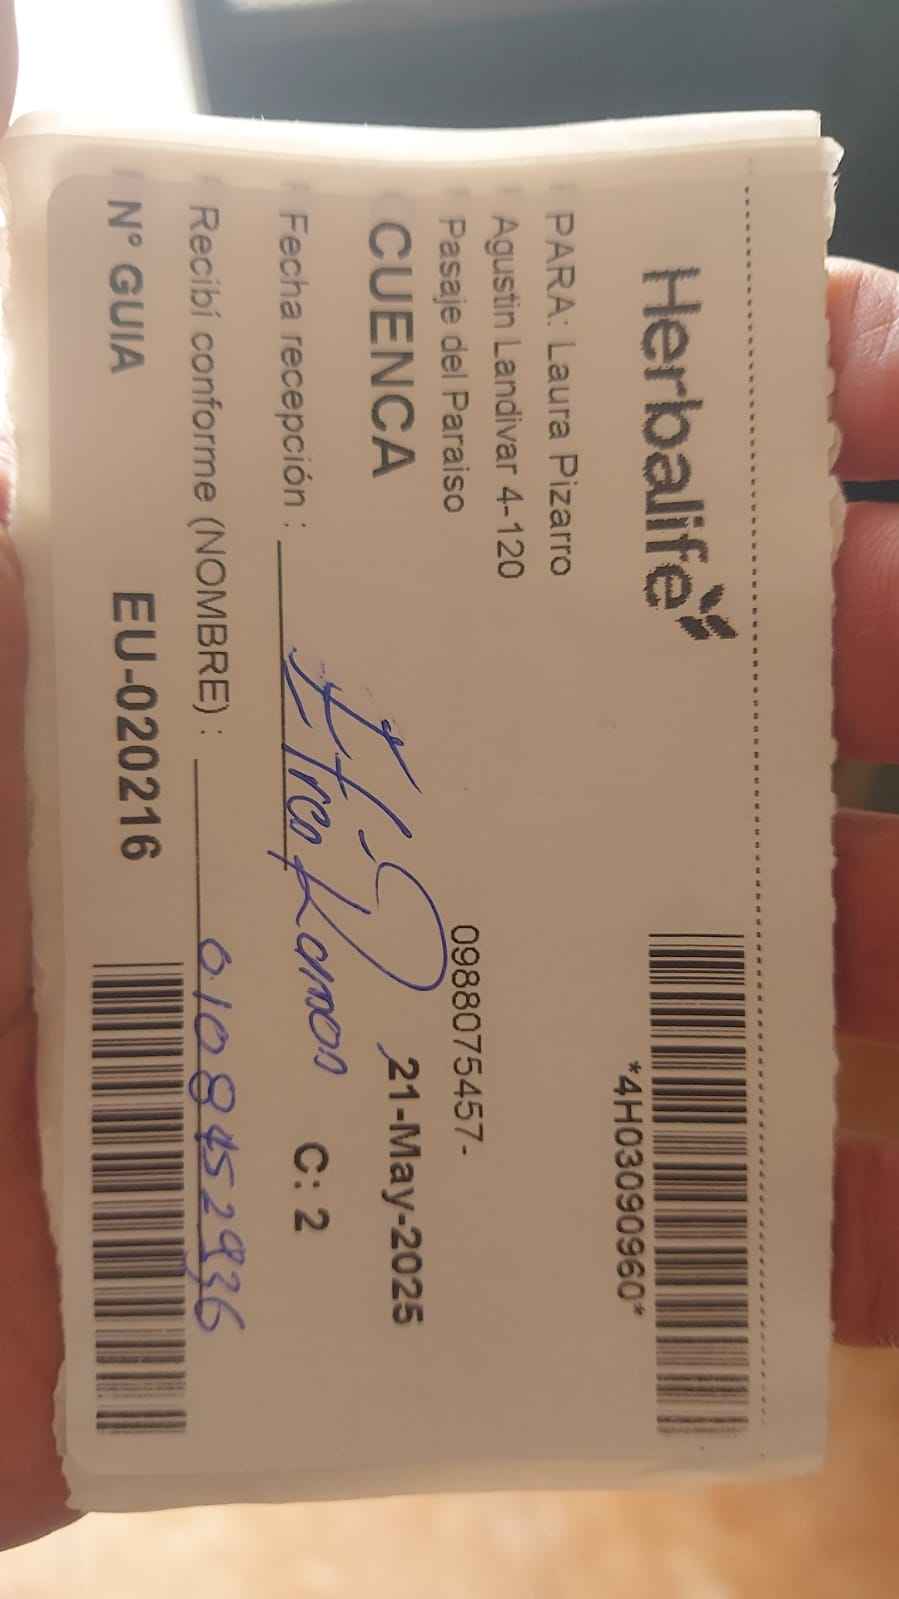 Herbalife
*4H03090960*
PARA: Laura Pizarro
Agustin Landivar 4-120
Pasaje del Paraiso
0988075457-
CUENCA
21-May-2025
Fecha recepción :
C: 2
Recibí conforme (NOMBRE) :
0108452936
N° GUIA
EU-020216